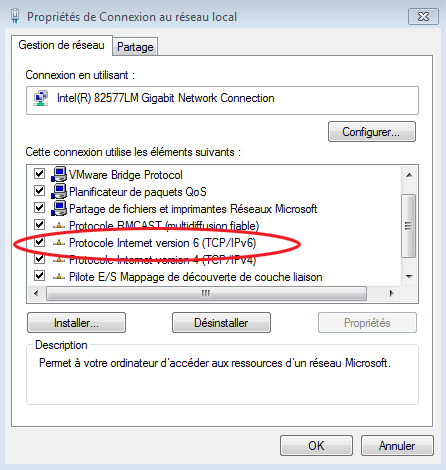 Propriétés de Connexion au réseau local
Gestion de réseau
Partage
Connexion en utilisant :
Intel(R) 82577LM Gigabit Network Connection
Configurer...
Cette connexion utilise les éléments suivants :
VMware Bridge Protocol
Planificateur de paquets QoS
Partage de fichiers et imprimantes Réseaux Microsoft
Protocole RMCAST (multidiffusion fiable)
Protocole Internet version 6 (TCP/IPv6)
Protocole Internet version 4 (TCP/IPv4)
Pilote E/S Mappage de découverte de couche liaison
Installer...
Désinstaller
Propriétés
Description
Permet à votre ordinateur d'accéder aux ressources d'un réseau Microsoft.
OK
Annuler